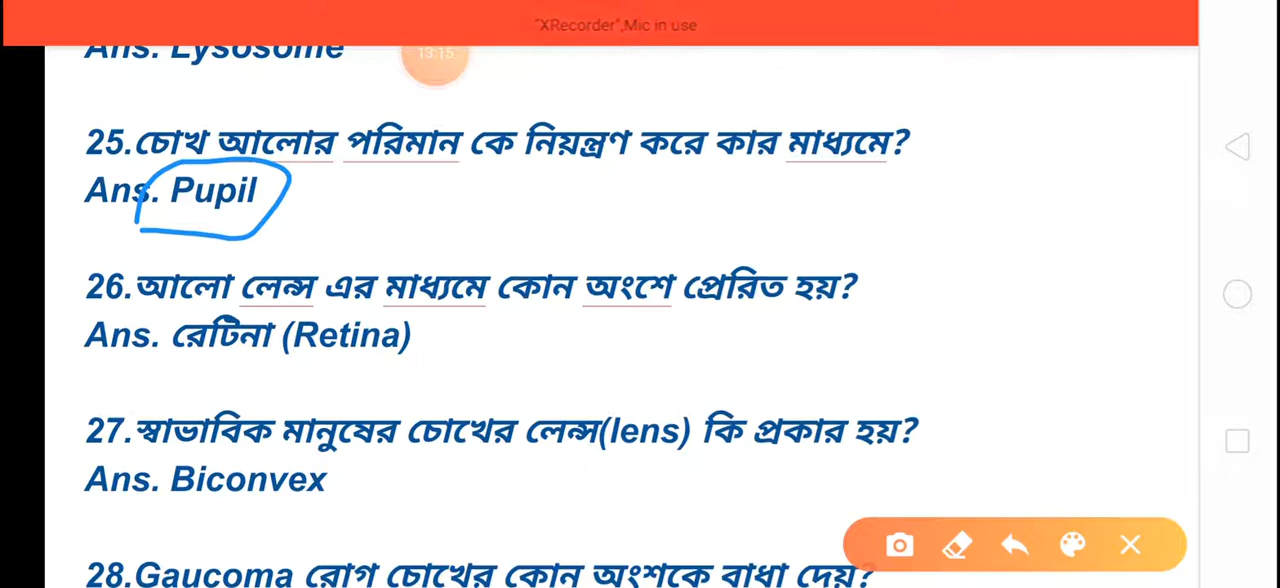 "XRecorder",Mic in use
Ans. Lysosome
13:15
25.চোখ আলোর পরিমান কে নিয়ন্ত্রণ করে কার মাধ্যমে?
Ans. Pupil
26.আলো লেন্স এর মাধ্যমে কোন অংশে প্রেরিত হয়?
Ans. রেটিনা (Retina)
27.স্বাভাবিক মানুষের চোখের লেন্স(lens) কি প্রকার হয়?
Ans. Biconvex
28.Gaucoma রোগ চোখের কোন অংশকে বাধা দেয়?